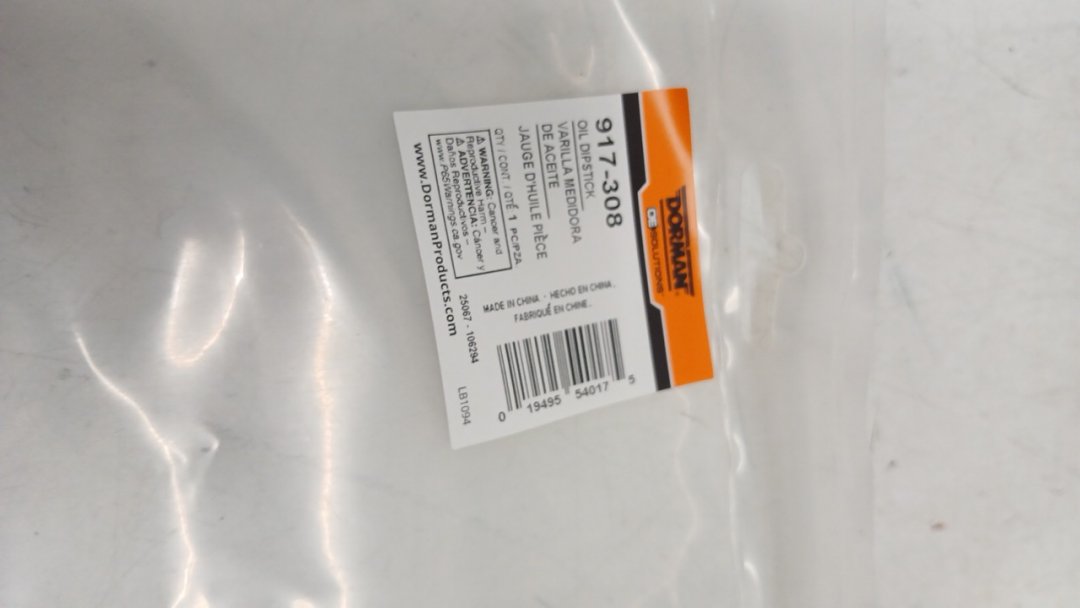 DORMAN
OE SOLUTIONS
917-308
OIL DIPSTICK
VARILLA MEDIDORA
DE ACEITE
JAUGE D'HUILE PIÈCE
QTY / CONT / QTÉ 1 PC/PZA
⚠ WARNING: Cancer and
Reproductive Harm –
⚠ ADVERTENCIA: Cáncer y
Daños Reproductivos –
www.P65Warnings.ca.gov
www.DormanProducts.com
MADE IN CHINA - HECHO EN CHINA.
FABRIQUÉ EN CHINE.
0 19495 54017 5
25067 - 106294
LB1094